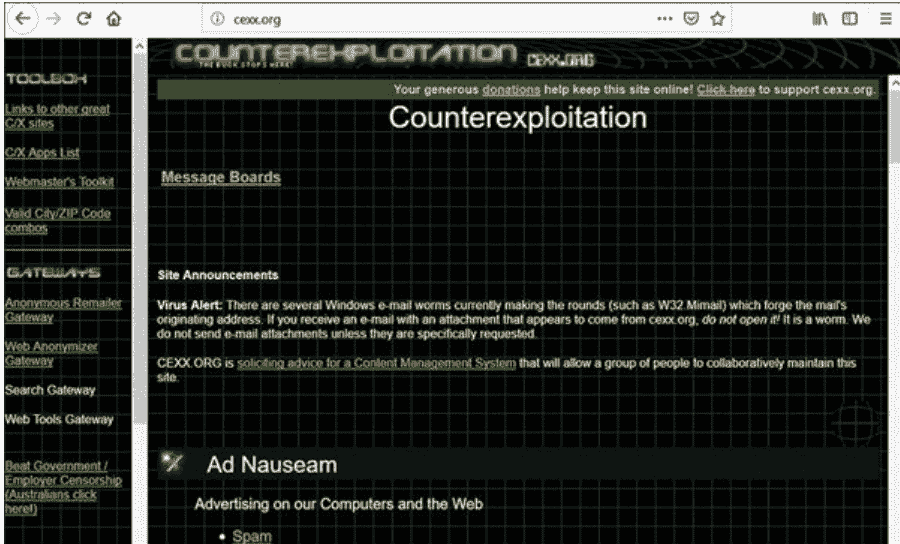 cexx.org
COUNTEREXPLOITATION CEXX.ORG
THE BUCK STOPS HERE!
TOOLBOX
Links to other great
C/X sites
C/X Apps List
Webmaster's Toolkit
Valid City/ZIP Code
combos
GATEWAYS
Anonymous Remailer
Gateway
Web Anonymizer
Gateway
Search Gateway
Web Tools Gateway
Beat Government /
Employer Censorship
(Australians click
here!)
Your generous donations help keep this site online! Click here to support cexx.org.
Counterexploitation
Message Boards
Site Announcements
Virus Alert: There are several Windows e-mail worms currently making the rounds (such as W32.Mimail) which forge the mail's
originating address. If you receive an e-mail with an attachment that appears to come from cexx.org, do not open it! It is a worm. We
do not send e-mail attachments unless they are specifically requested.
CEXX.ORG is soliciting advice for a Content Management System that will allow a group of people to collaboratively maintain this
site.
Ad Nauseam
Advertising on our Computers and the Web
• Spam